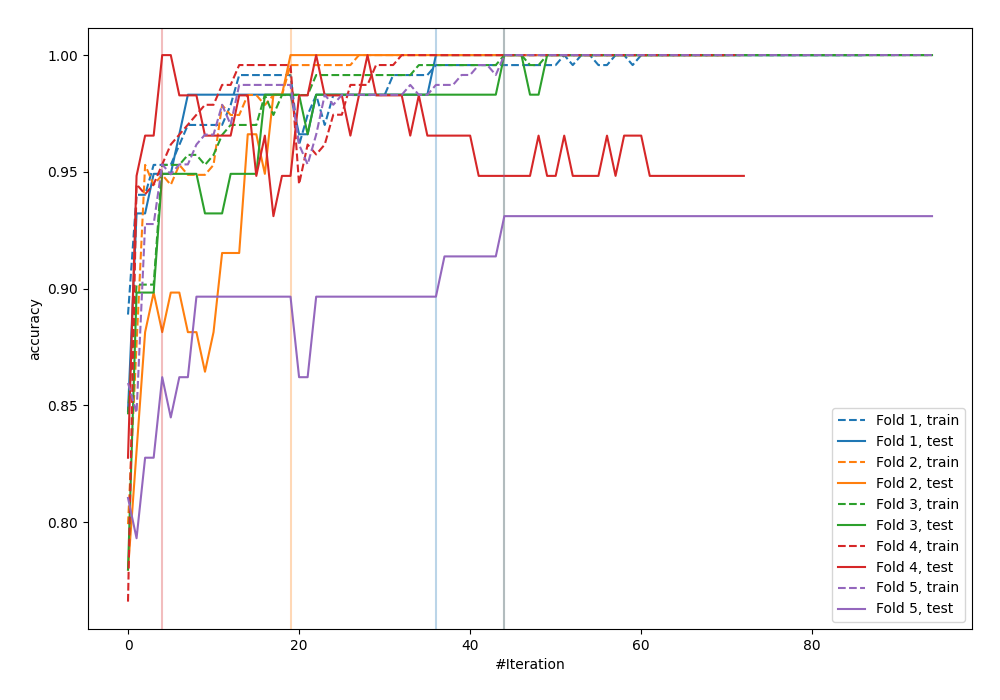 1.00
0.95
0.90
0.85
0.80
accuracy
0
20
40
60
80
#Iteration
Fold 1, train
Fold 1, test
Fold 2, train
Fold 2, test
Fold 3, train
Fold 3, test
Fold 4, train
Fold 4, test
Fold 5, train
Fold 5, test